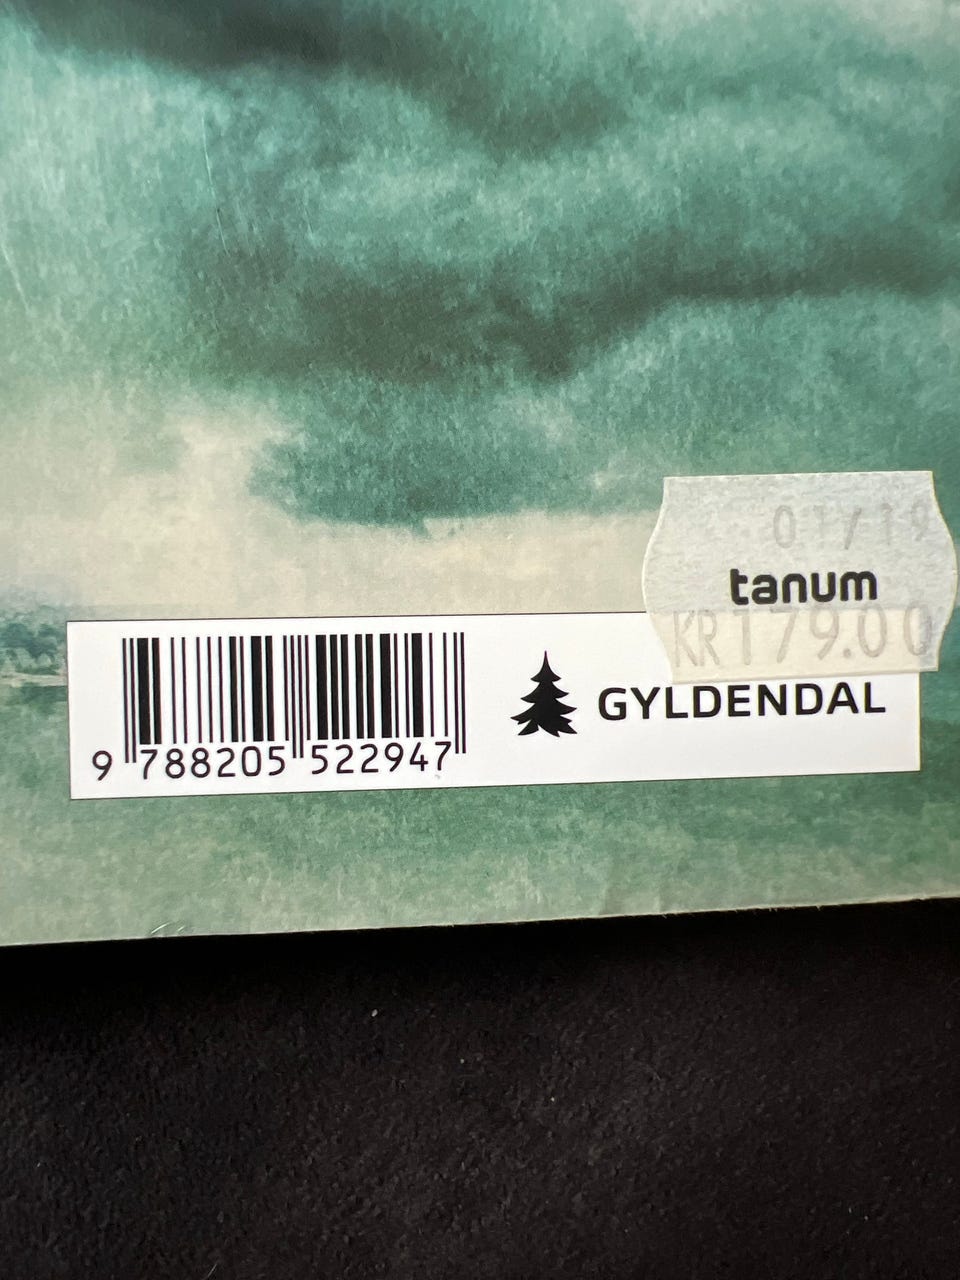 01/19
tanum
KR179.00
GYLDENDAL
9 788205 522947